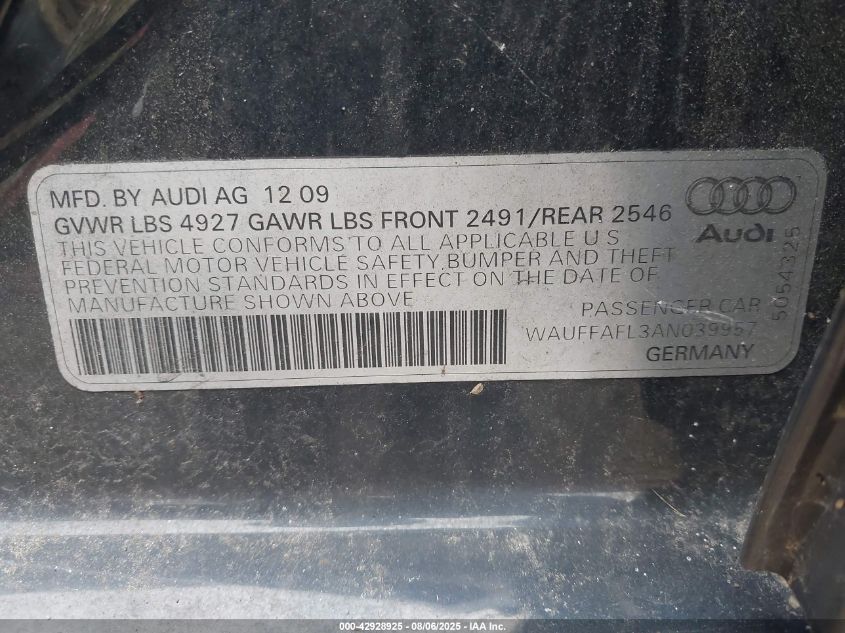 MFD. BY AUDI AG 12 09
GVWR LBS 4927 GAWR LBS FRONT 2491/REAR 2546
THIS VEHICLE CONFORMS TO ALL APPLICABLE U S
FEDERAL MOTOR VEHICLE SAFETY, BUMPER AND THEFT
PREVENTION STANDARDS IN EFFECT ON THE DATE OF
MANUFACTURE SHOWN ABOVE
Audi
5054325
PASSENGER CAR
WAUFFAFL3AN039957
GERMANY
000-42928925 - 08/06/2025 - IAA Inc.